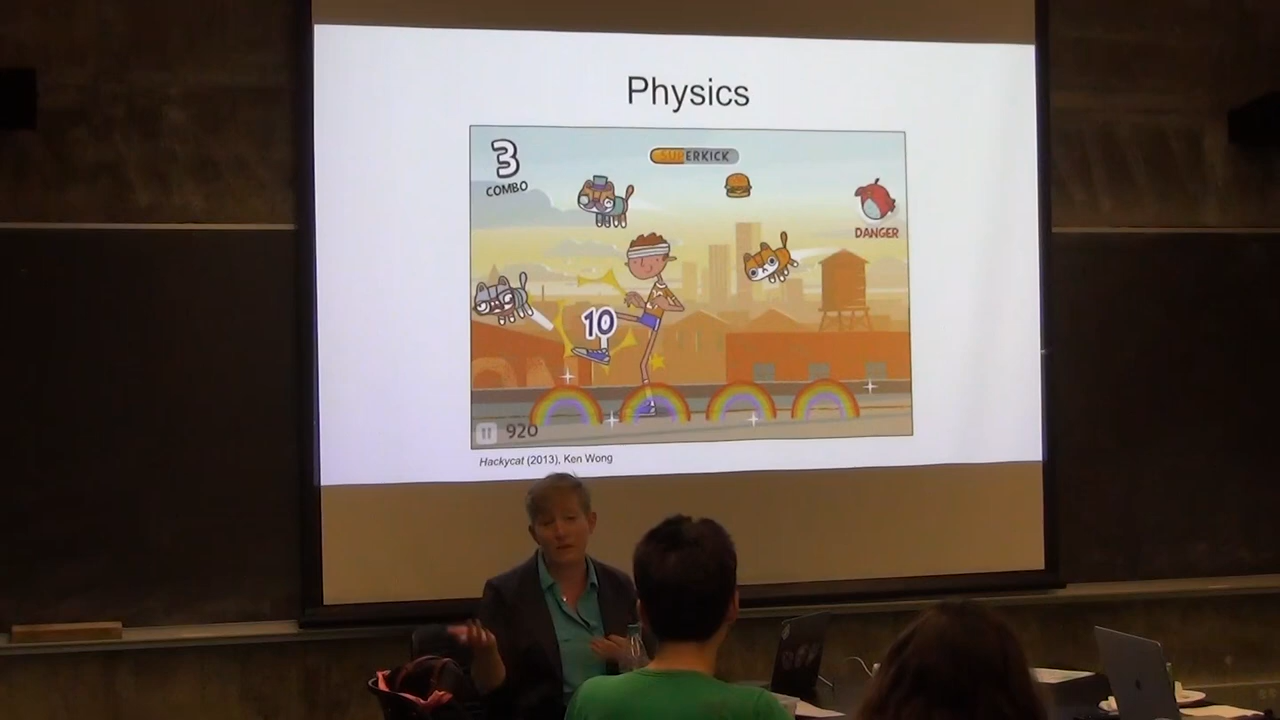 Physics
3
COMBO
SUPERKICK
DANGER
10
920
Hackycat (2013), Ken Wong